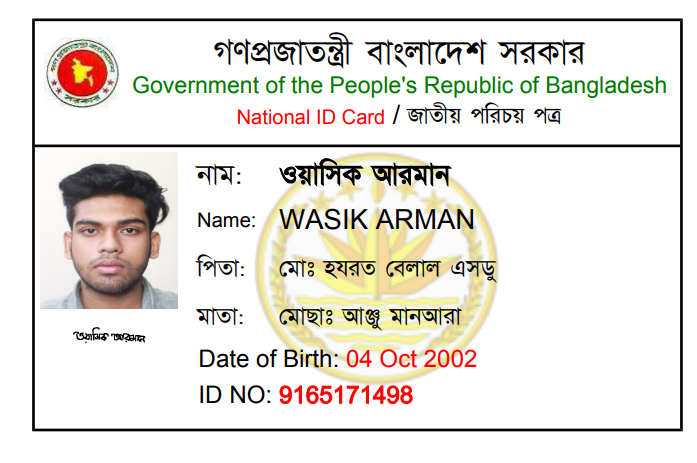 গণপ্রজাতন্ত্রী বাংলাদেশ সরকার
Government of the People's Republic of Bangladesh
National ID Card / জাতীয় পরিচয় পত্র
নাম: ওয়াসিক আরমান
Name: WASIK ARMAN
পিতা: মোঃ হযরত বেলাল এসডু
মাতা: মোছাঃ আঞ্জু মানআরা
ওয়াসিক আরমান
Date of Birth: 04 Oct 2002
ID NO: 9165171498